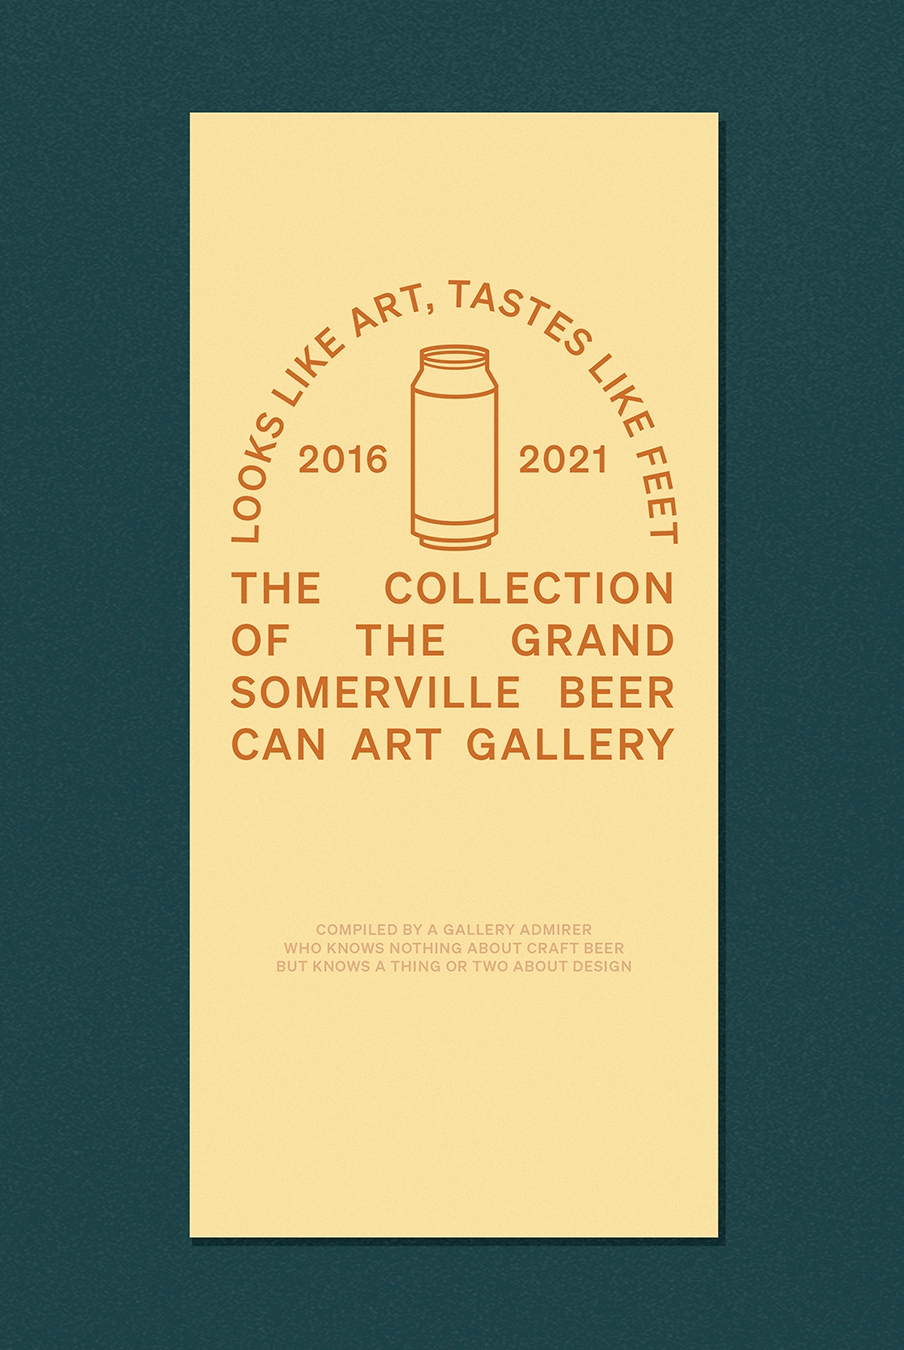 LOOKS LIKE ART, TASTES LIKE FEET
2016 2021
THE COLLECTION
OF THE GRAND
SOMERVILLE BEER
CAN ART GALLERY
COMPILED BY A GALLERY ADMIRER
WHO KNOWS NOTHING ABOUT CRAFT BEER
BUT KNOWS A THING OR TWO ABOUT DESIGN